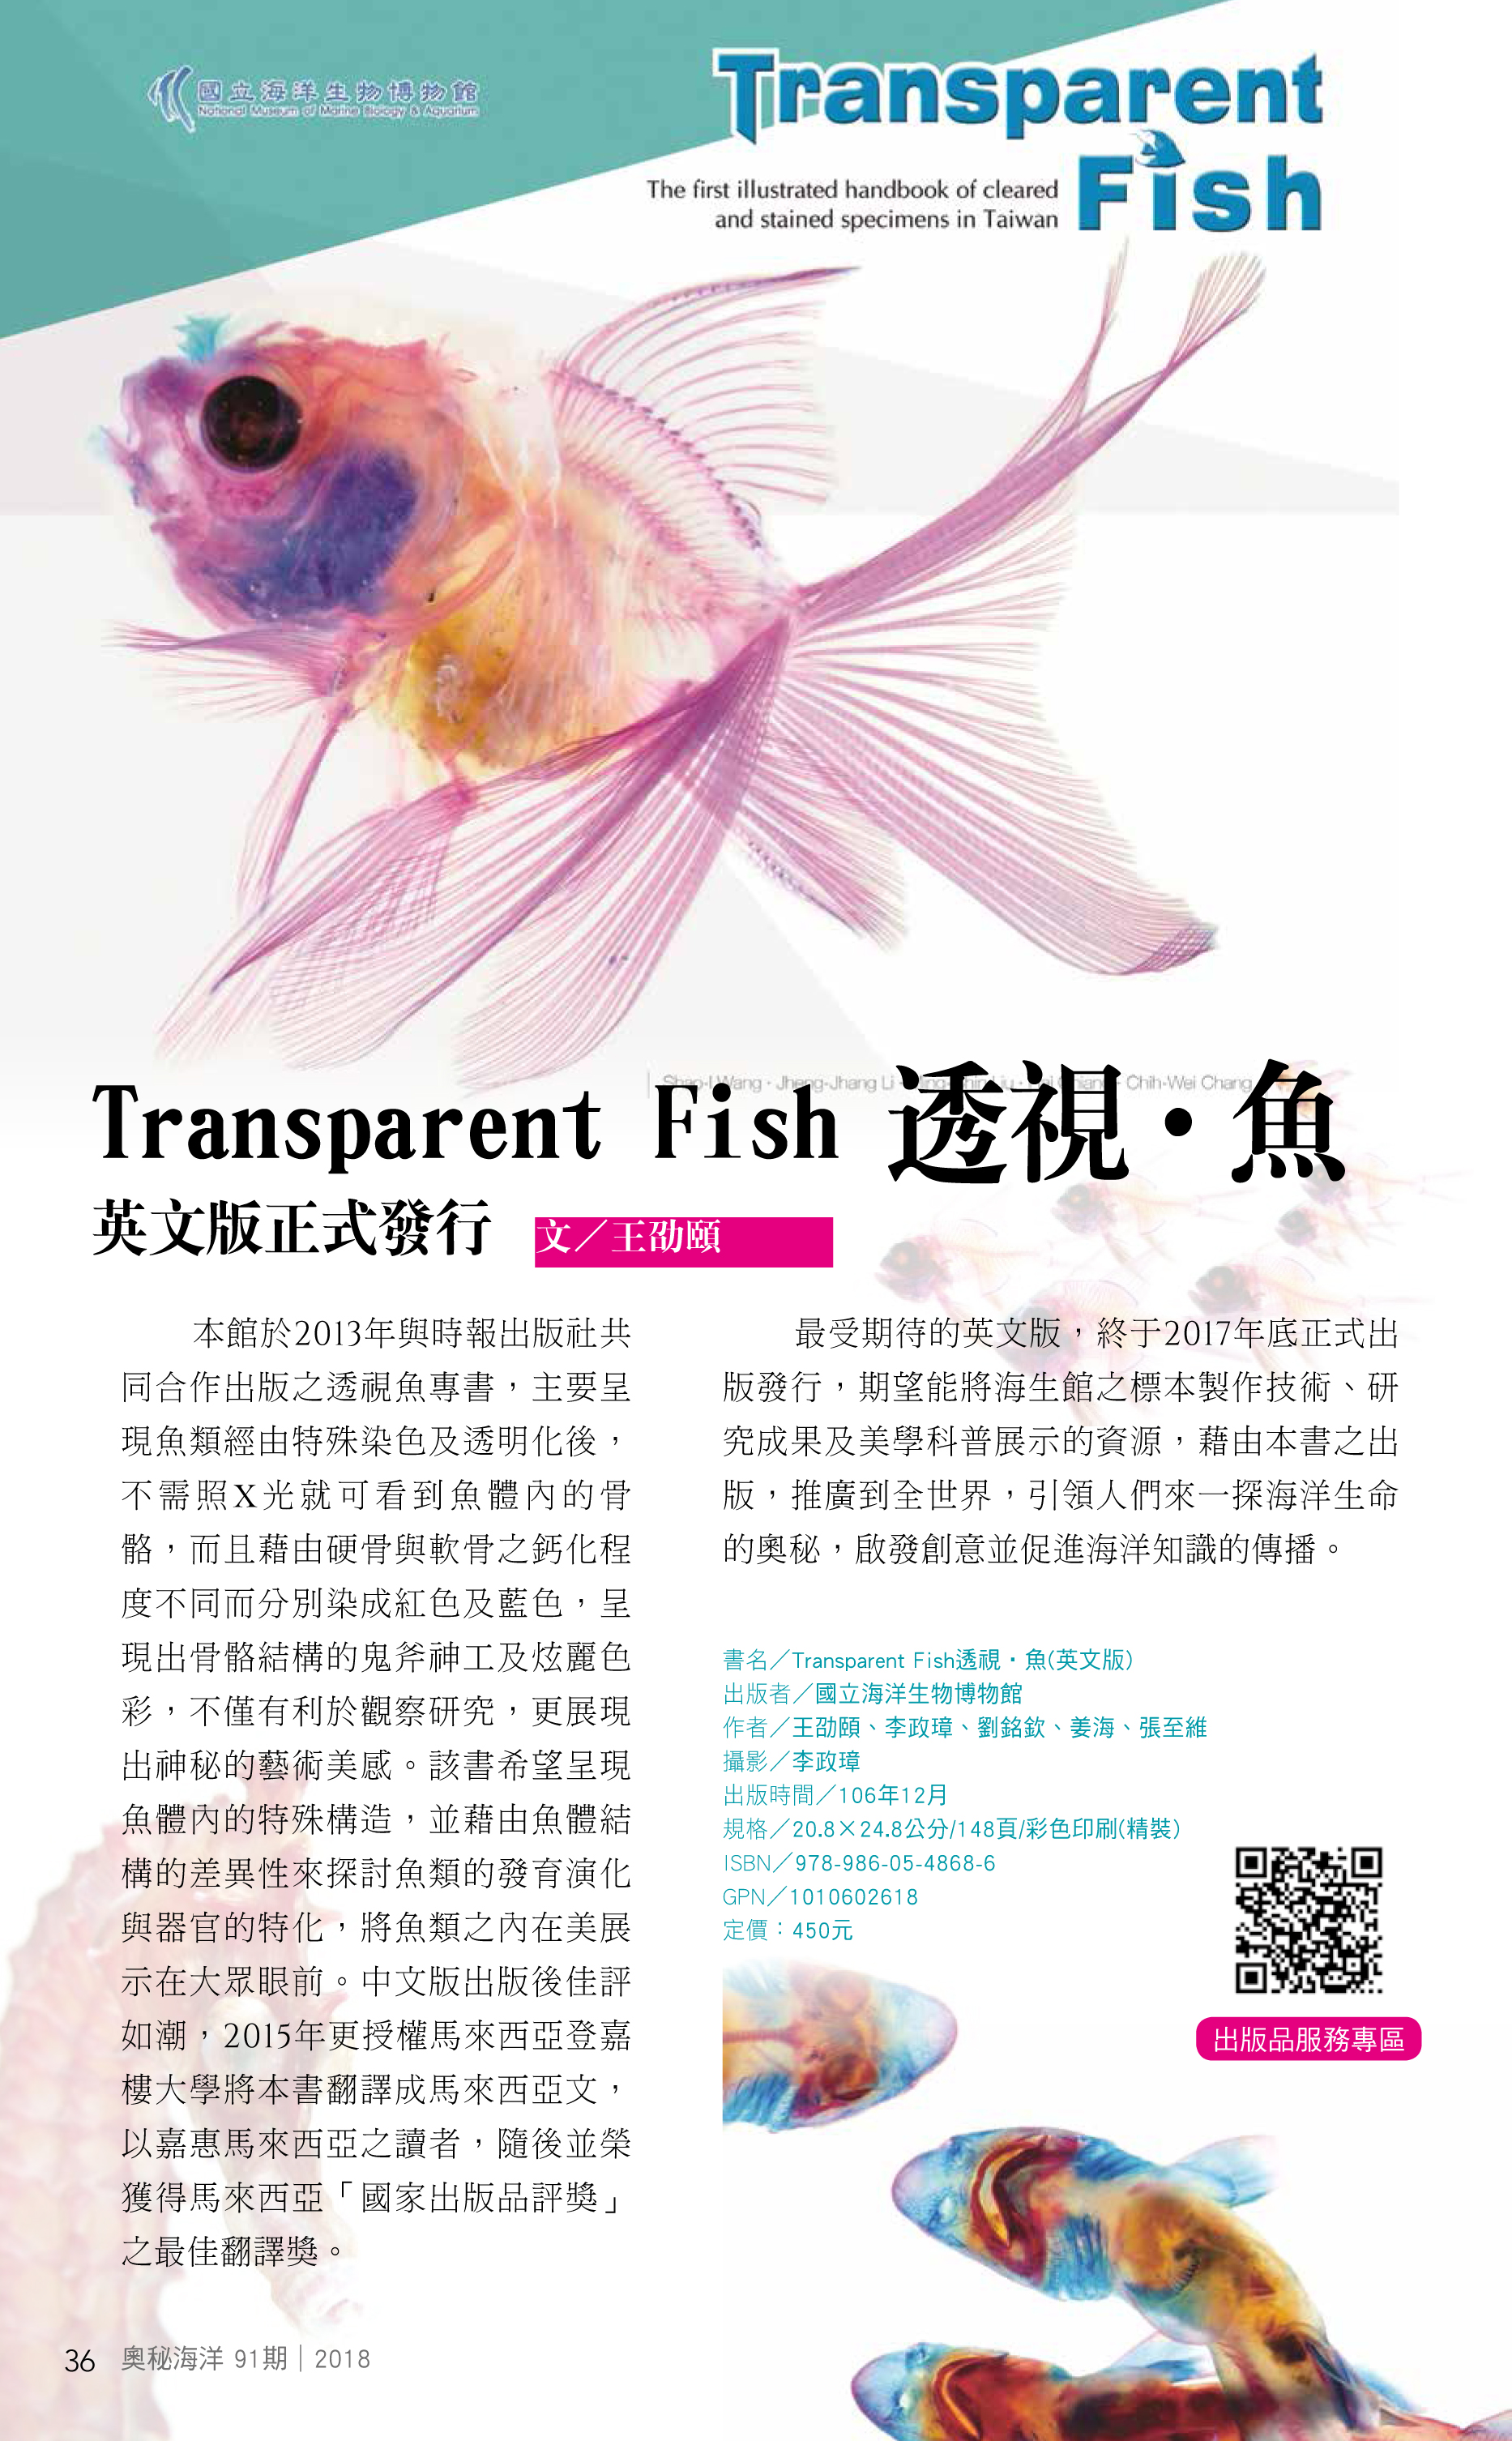 國立海洋生物博物館
National Museum of Marine Biology & Aquarium
Transparent
Fish
The first illustrated handbook of cleared
and stained specimens in Taiwan
Shao-I Wang · Jheng-Jhang Li · Ming-Chin Liu · Hai Chiang · Chih-Wei Chang
Transparent Fish 透視・魚
英文版正式發行
文／王劭頤
本館於2013年與時報出版社共
同合作出版之透視魚專書，主要呈
現魚類經由特殊染色及透明化後，
不需照X光就可看到魚體內的骨
骼，而且藉由硬骨與軟骨之鈣化程
度不同而分別染成紅色及藍色，呈
現出骨骼結構的鬼斧神工及炫麗色
彩，不僅有利於觀察研究，更展現
出神秘的藝術美感。該書希望呈現
魚體內的特殊構造，並藉由魚體結
構的差異性來探討魚類的發育演化
與器官的特化，將魚類之內在美展
示在大眾眼前。中文版出版後佳評
如潮，2015年更授權馬來西亞登嘉
樓大學將本書翻譯成馬來西亞文，
以嘉惠馬來西亞之讀者，隨後並榮
獲得馬來西亞「國家出版品評獎」
之最佳翻譯獎。
最受期待的英文版，終于2017年底正式出
版發行，期望能將海生館之標本製作技術、研
究成果及美學科普展示的資源，藉由本書之出
版，推廣到全世界，引領人們來一探海洋生命
的奧秘，啟發創意並促進海洋知識的傳播。
書名／Transparent Fish透視・魚(英文版)
出版者／國立海洋生物博物館
作者／王劭頤、李政璋、劉銘欽、姜海、張至維
攝影／李政璋
出版時間／106年12月
規格／20.8×24.8公分/148頁/彩色印刷(精裝)
ISBN／978-986-05-4868-6
GPN／1010602618
定價：450元
出版品服務專區
36 奧秘海洋 91期｜2018